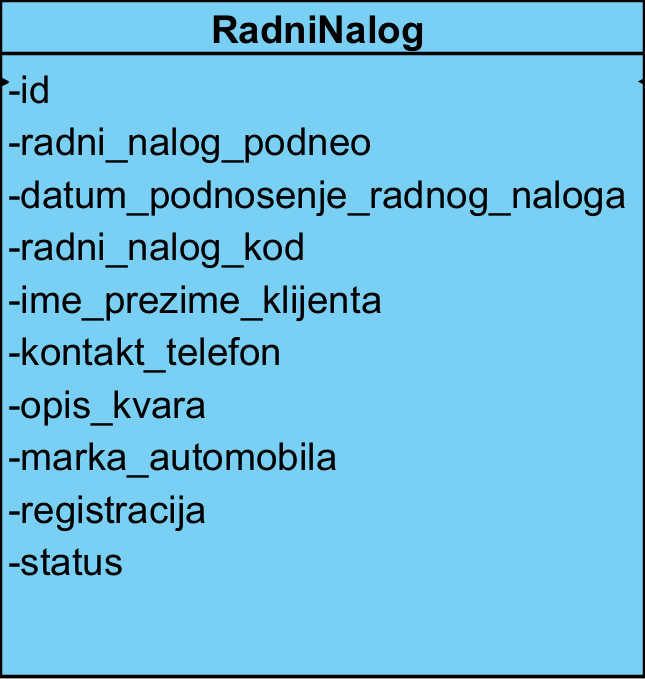 RadniNalog
-id
-radni_nalog_podneo
-datum_podnosenje_radnog_naloga
-radni_nalog_kod
-ime_prezime_klijenta
-kontakt_telefon
-opis_kvara
-marka_automobila
-registracija
-status